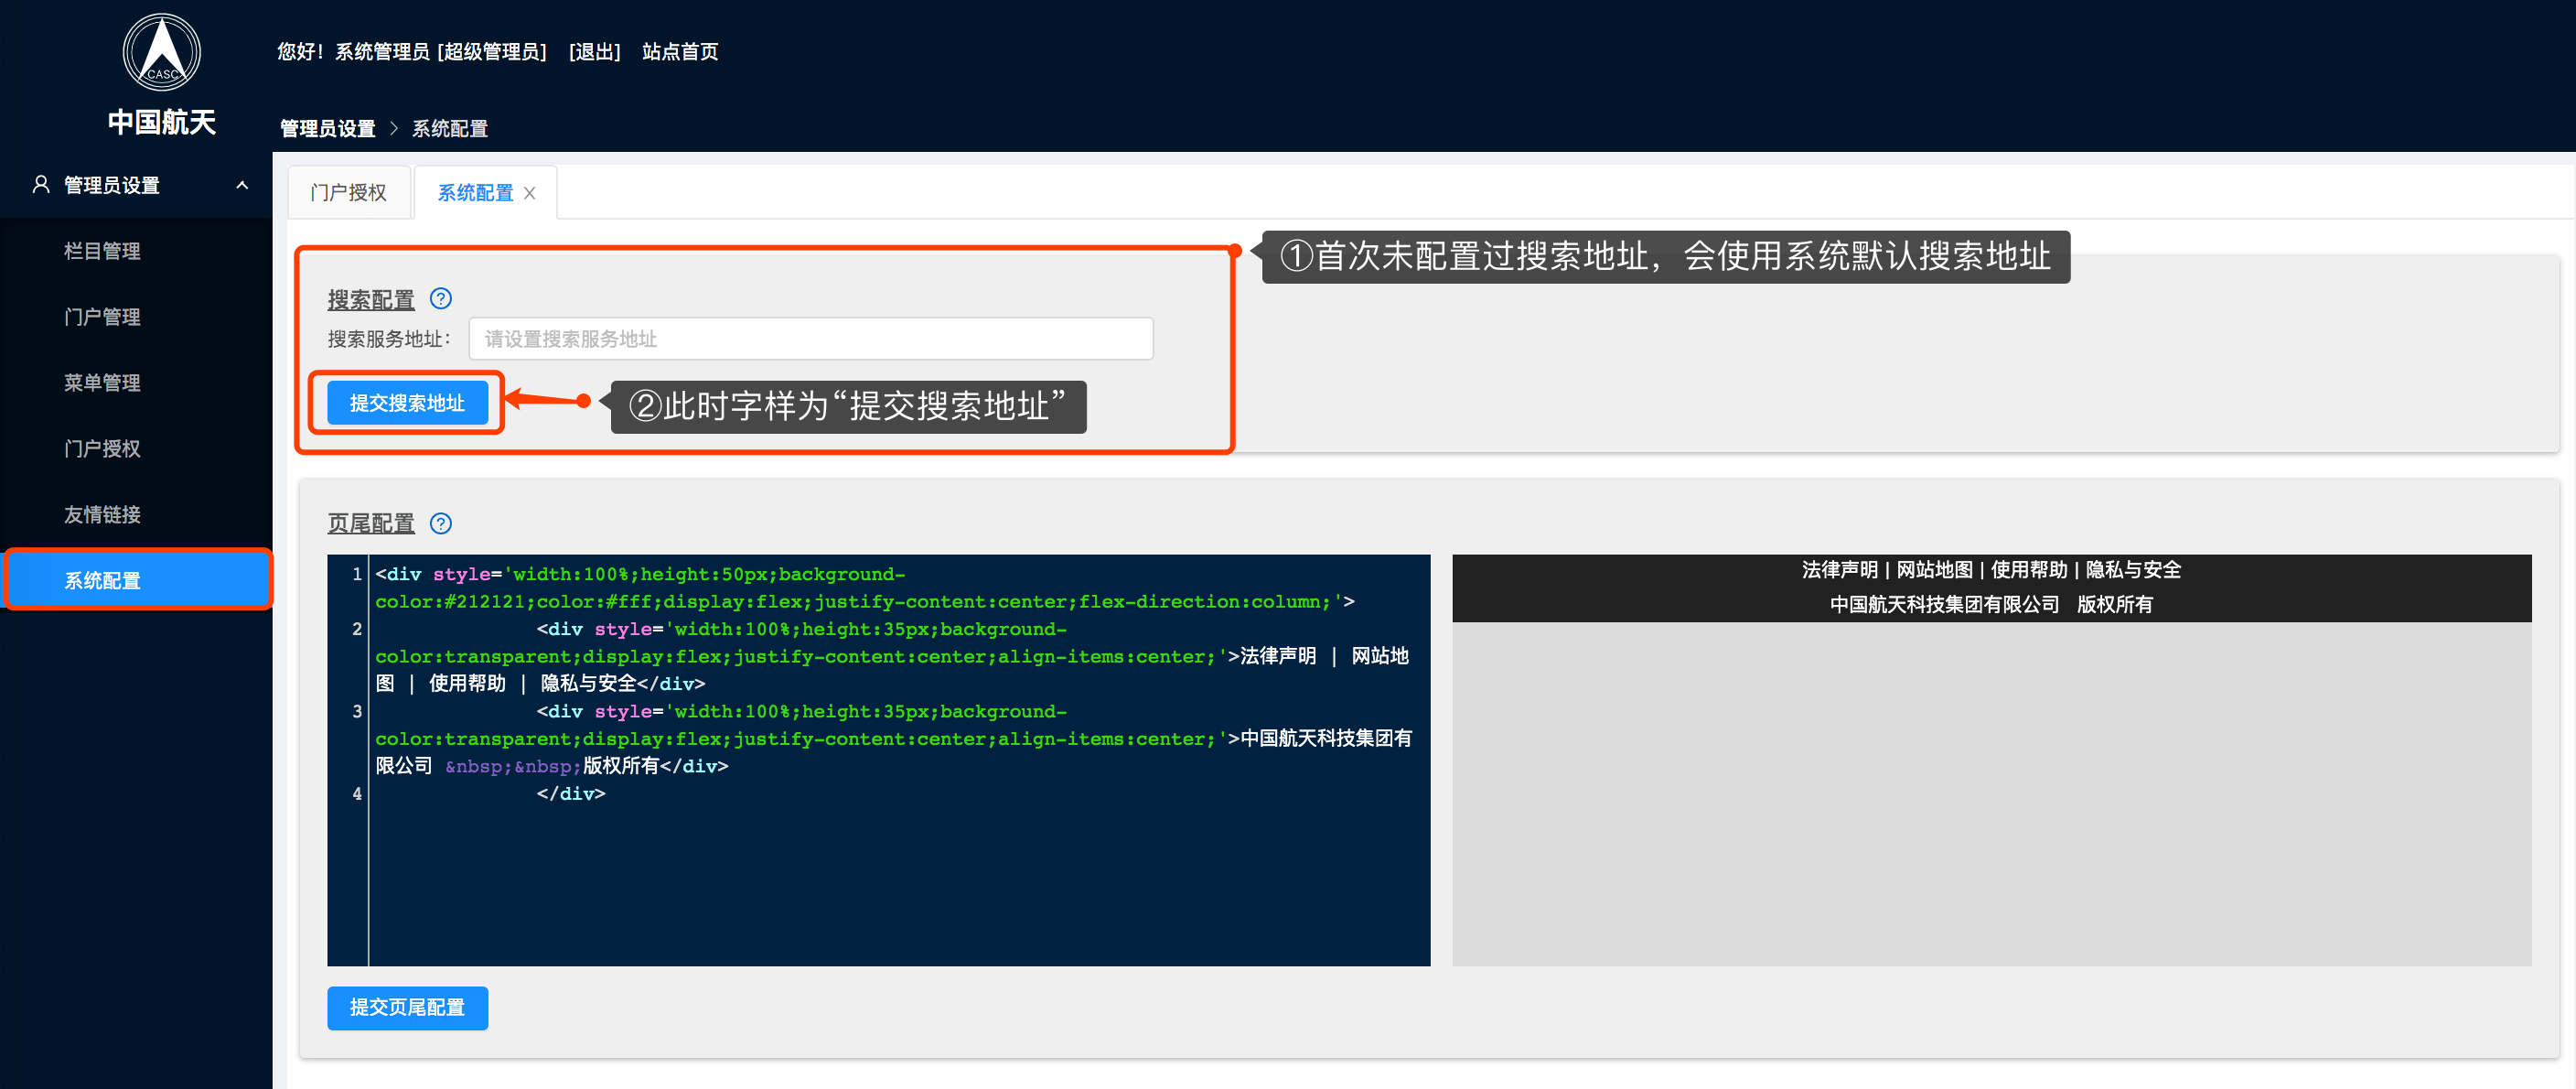 CASC
中国航天
您好！系统管理员 [超级管理员] [退出] 站点首页
管理员设置 > 系统配置
管理员设置
栏目管理
门户管理
菜单管理
门户授权
友情链接
系统配置
门户授权
系统配置 ×
①首次未配置过搜索地址，会使用系统默认搜索地址
搜索配置 ?
搜索服务地址：
请设置搜索服务地址
提交搜索地址
②此时字样为“提交搜索地址”
页尾配置 ?
1 <div style='width:100%;height:50px;background-
color:#212121;color:#fff;display:flex;justify-content:center;flex-direction:column;'>
2 <div style='width:100%;height:35px;background-
color:transparent;display:flex;justify-content:center;align-items:center;'>法律声明 | 网站地
图 | 使用帮助 | 隐私与安全</div>
3 <div style='width:100%;height:35px;background-
color:transparent;display:flex;justify-content:center;align-items:center;'>中国航天科技集团有
限公司 &nbsp;&nbsp;版权所有</div>
4 </div>
法律声明 | 网站地图 | 使用帮助 | 隐私与安全
中国航天科技集团有限公司 版权所有
提交页尾配置